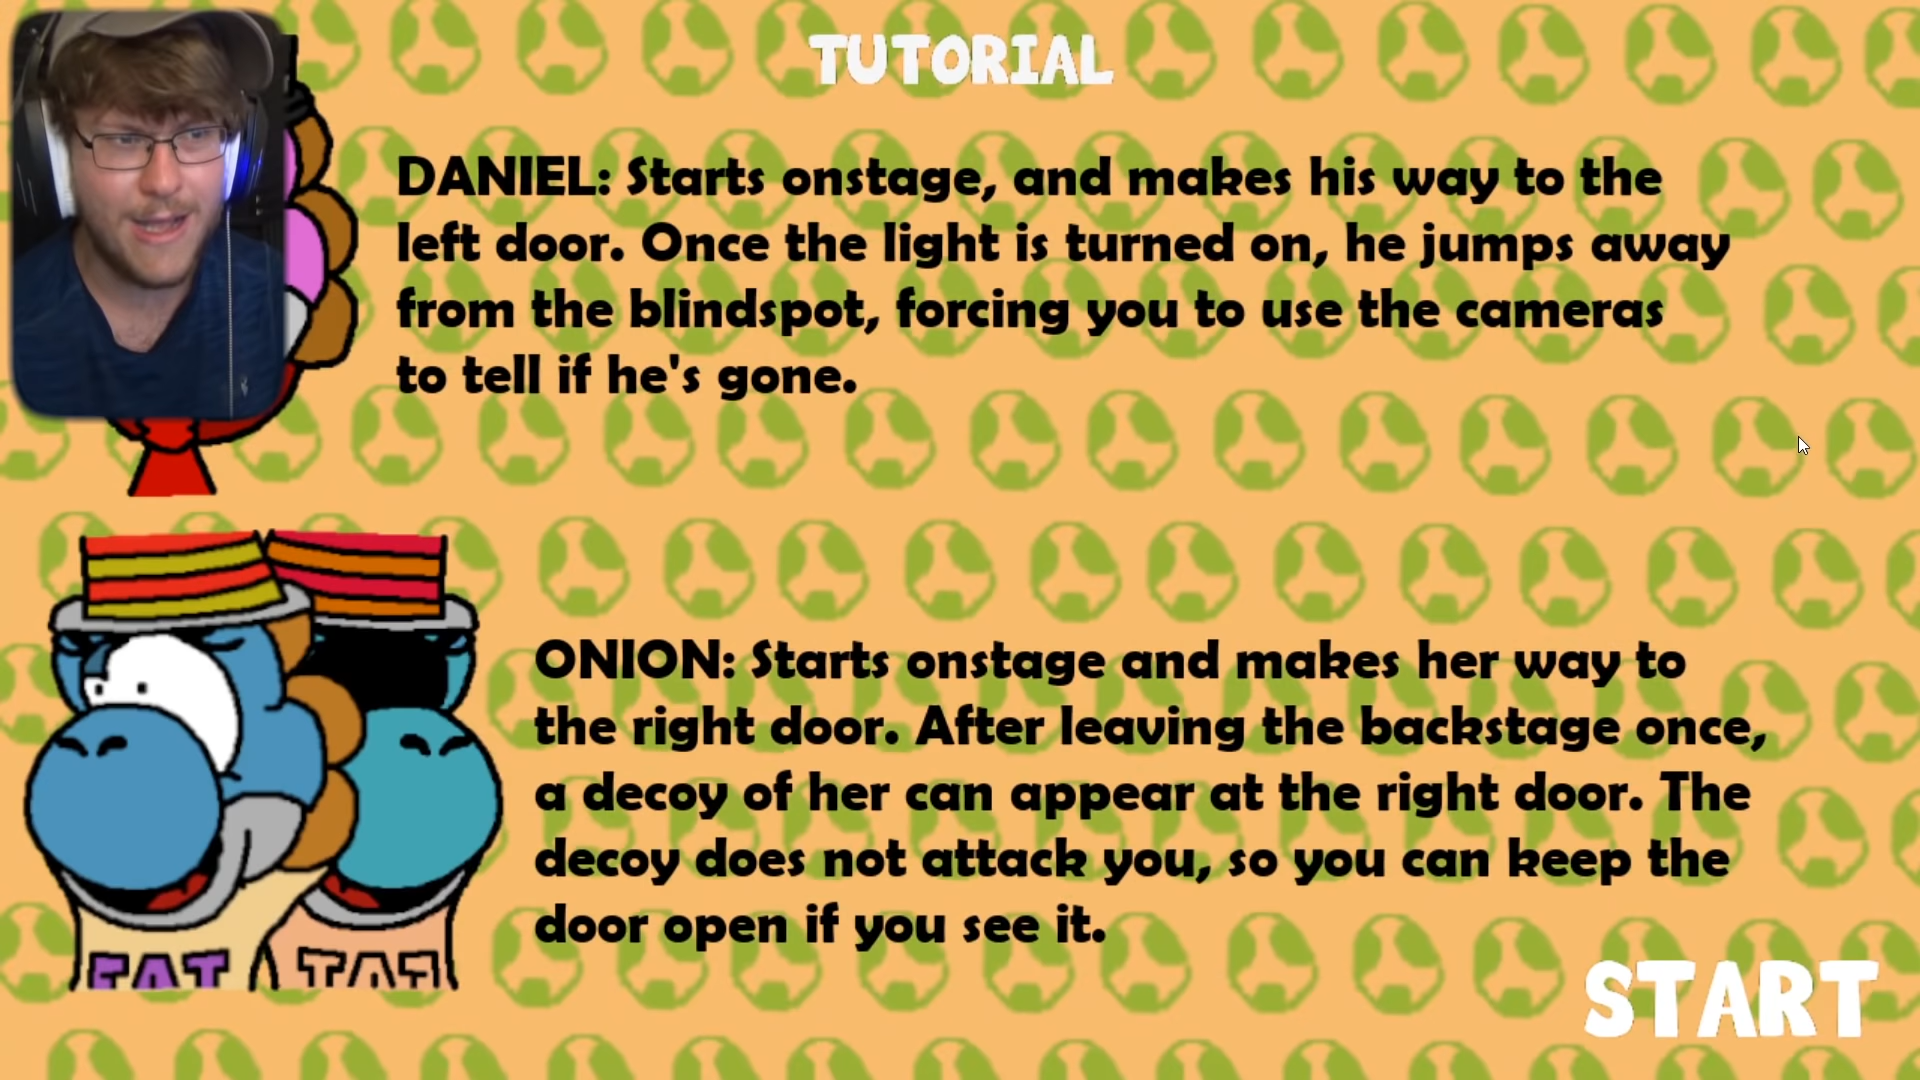 TUTORIAL
DANIEL: Starts onstage, and makes his way to the
left door. Once the light is turned on, he jumps away
from the blindspot, forcing you to use the cameras
to tell if he's gone.
ONION: Starts onstage and makes her way to
the right door. After leaving the backstage once,
a decoy of her can appear at the right door. The
decoy does not attack you, so you can keep the
door open if you see it.
START